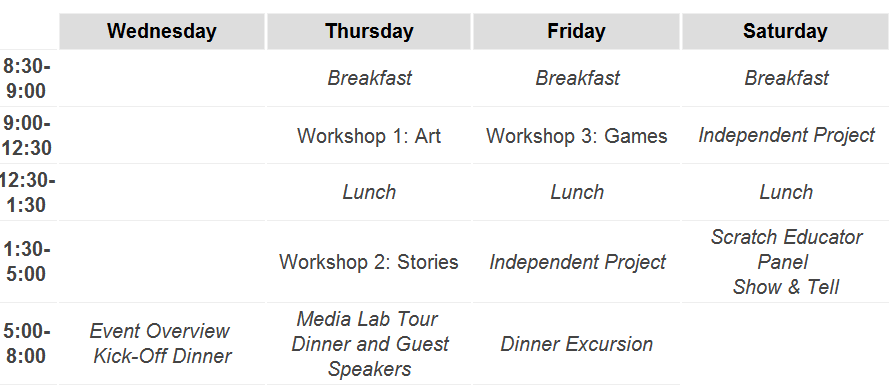 Wednesday Thursday Friday Saturday
8:30-
9:00
Breakfast Breakfast Breakfast
9:00-
12:30
Workshop 1: Art Workshop 3: Games Independent Project
12:30-
1:30
Lunch Lunch Lunch
1:30-
5:00
Workshop 2: Stories Independent Project
Scratch Educator
Panel
Show & Tell
5:00-
8:00
Event Overview
Kick-Off Dinner
Media Lab Tour
Dinner and Guest
Speakers
Dinner Excursion